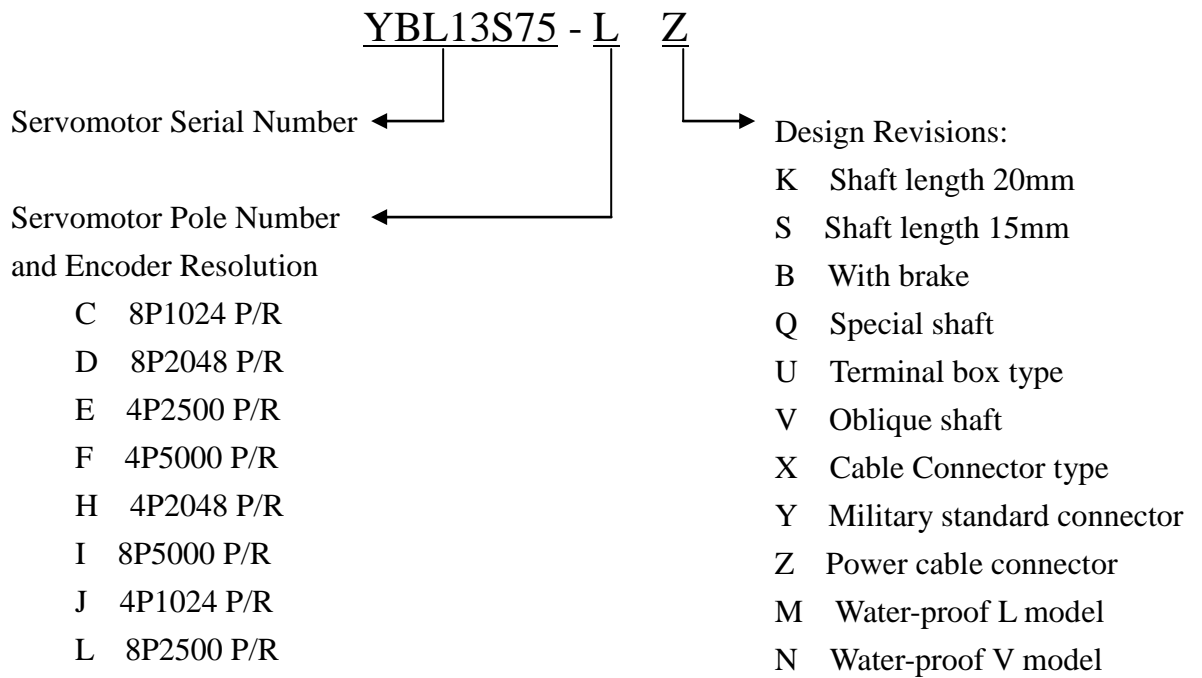 YBL13S75 - L Z
Servomotor Serial Number
Servomotor Pole Number
and Encoder Resolution
C 8P1024 P/R
D 8P2048 P/R
E 4P2500 P/R
F 4P5000 P/R
H 4P2048 P/R
I 8P5000 P/R
J 4P1024 P/R
L 8P2500 P/R
Design Revisions:
K Shaft length 20mm
S Shaft length 15mm
B With brake
Q Special shaft
U Terminal box type
V Oblique shaft
X Cable Connector type
Y Military standard connector
Z Power cable connector
M Water-proof L model
N Water-proof V model